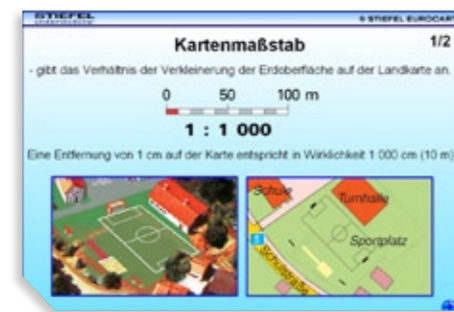 STIEFEL
© STIEFEL EUROCART
Kartenmaßstab
1/2
- gibt das Verhältnis der Verkleinerung der Erdoberfläche auf der Landkarte an.
0 50 100 m
1 : 1 000
Eine Entfernung von 1 cm auf der Karte entspricht in Wirklichkeit 1 000 cm (10 m)
Schule
Turnhalle
Sportplatz
Schulstraße